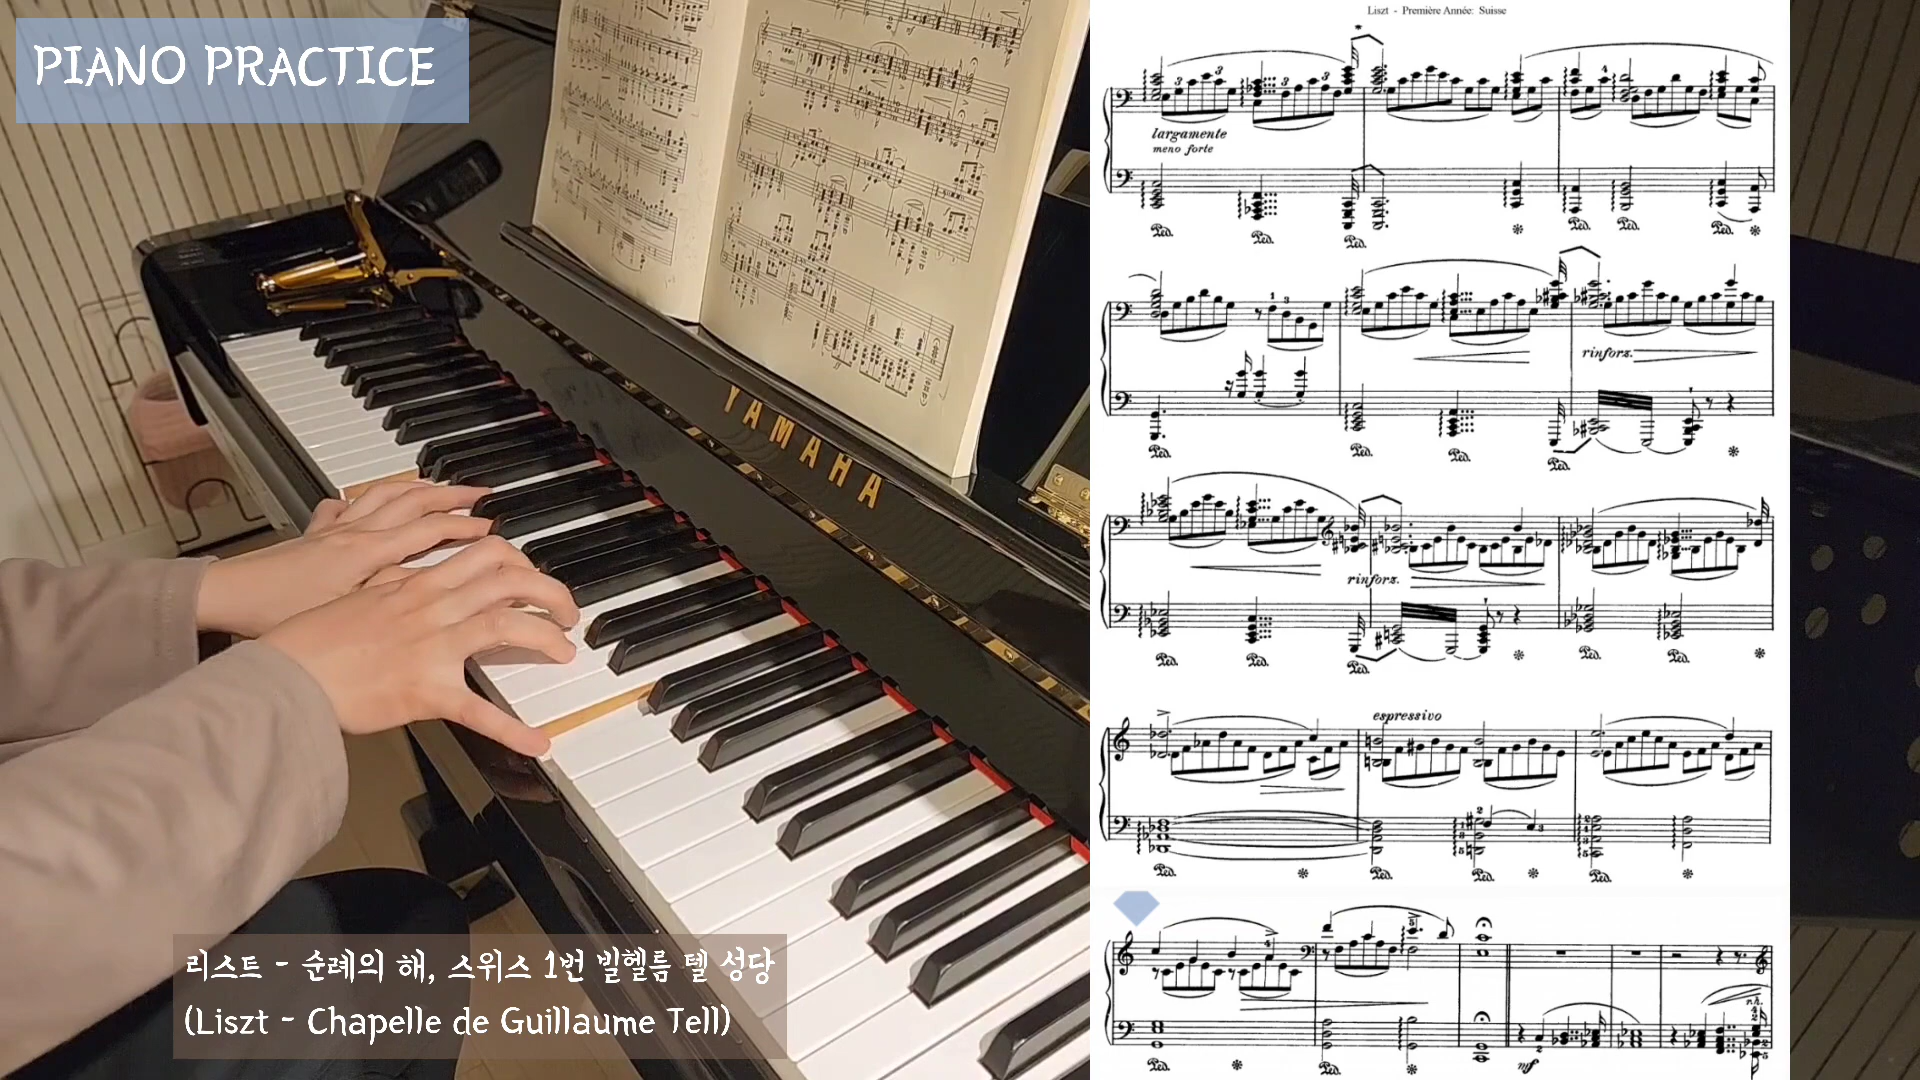 PIANO PRACTICE
YAMAHA
리스트 - 순례의 해, 스위스 1번 빌헬름 텔 성당
(Liszt - Chapelle de Guillaume Tell)
Liszt - Première Année: Suisse
largamente
meno forte
rinforz.
rinforz.
espressivo
mf
r.h.